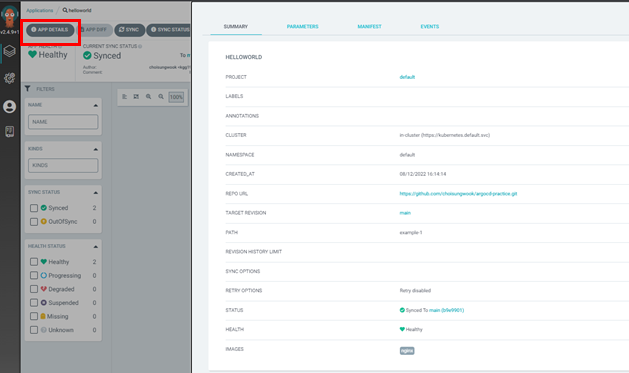 Applications / helloworld
v2.4.9+1
APP DETAILS
APP DIFF
SYNC
SYNC STATUS
Healthy
CURRENT SYNC STATUS
Synced
To m
Author:
Comment:
FILTERS
100%
NAME
NAME
KINDS
KINDS
SYNC STATUS
Synced 2
OutOfSync
HEALTH STATUS
Healthy 2
Progressing 0
Degraded 0
Suspended 0
Missing 0
Unknown 0
SUMMARY
PARAMETERS
MANIFEST
EVENTS
HELLOWORLD
PROJECT default
LABELS
ANNOTATIONS
CLUSTER in-cluster (https://kubernetes.default.svc)
NAMESPACE default
CREATED_AT 08/12/2022 16:14:14
REPO URL https://github.com/choisungwook/argocd-practice.git
TARGET REVISION main
PATH example-1
REVISION HISTORY LIMIT
SYNC OPTIONS
RETRY OPTIONS Retry disabled
STATUS Synced To main (b9e9901)
HEALTH Healthy
IMAGES nginx